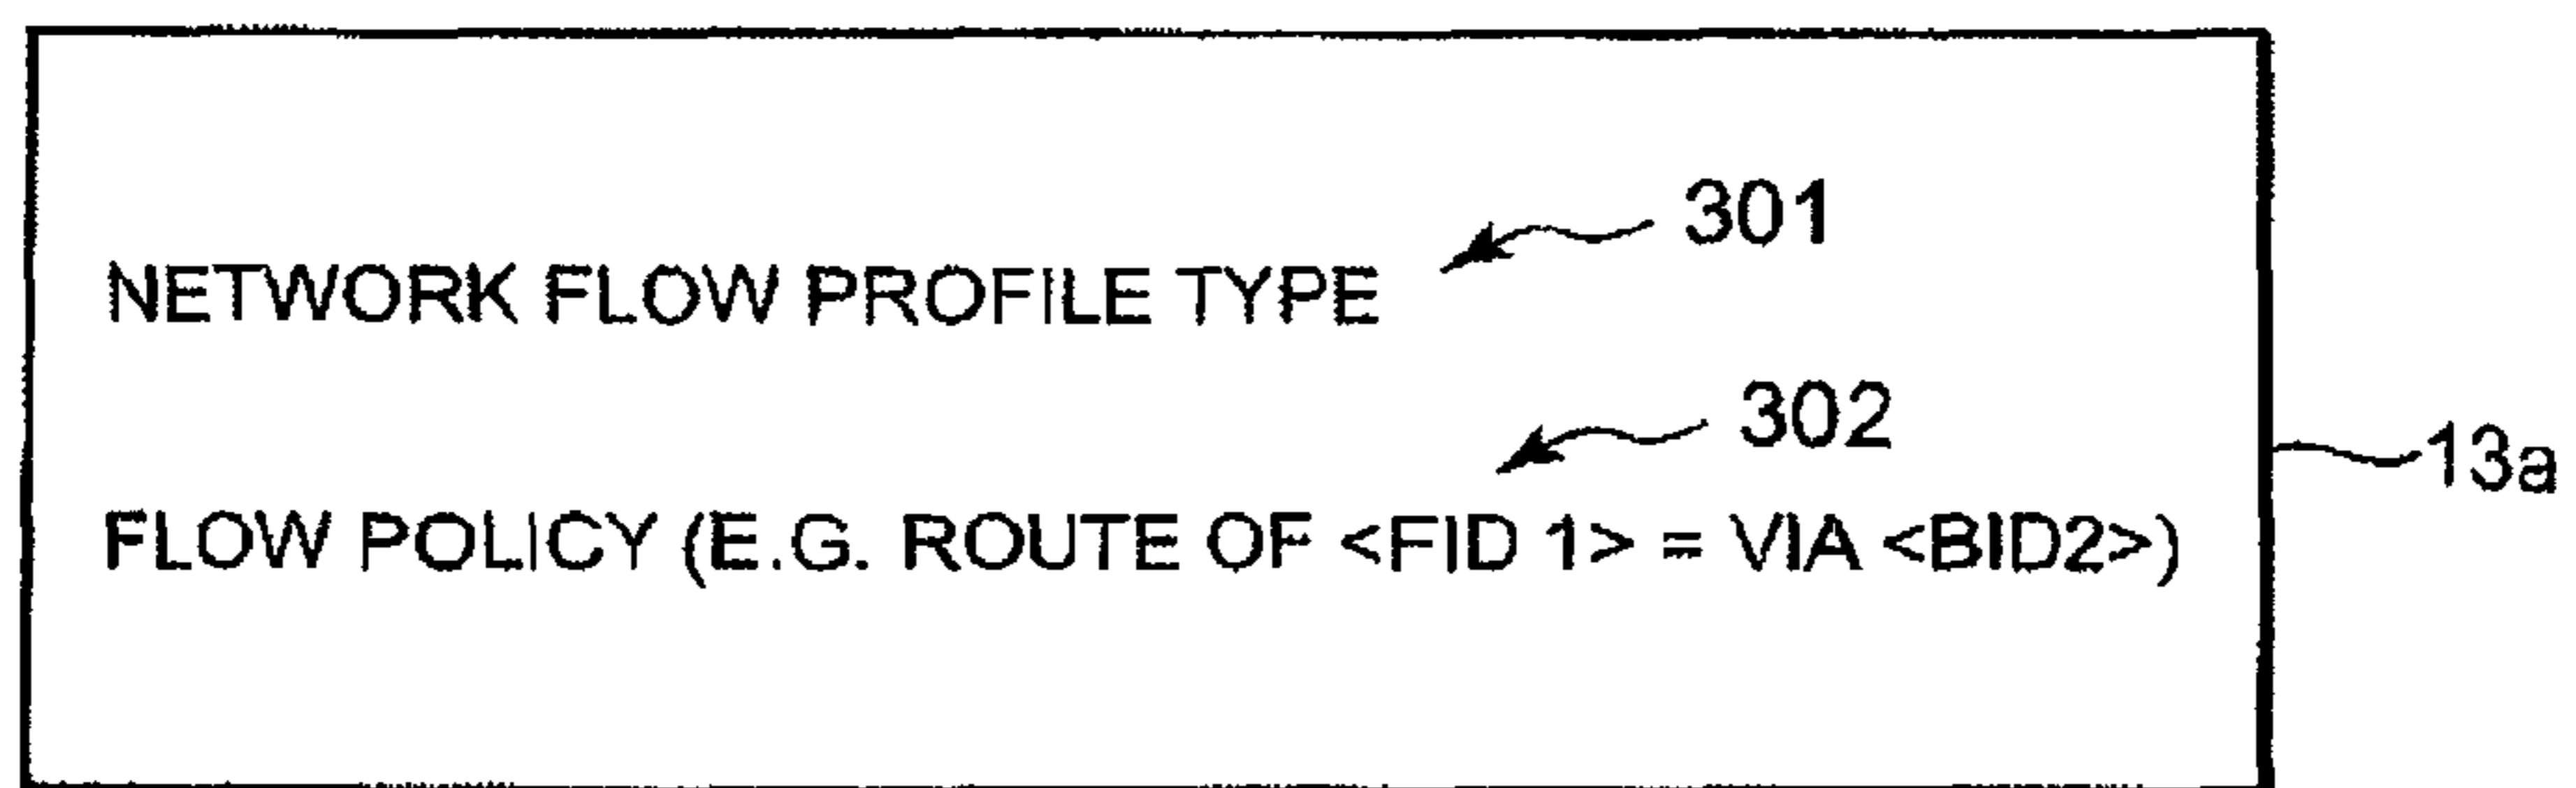 301
NETWORK FLOW PROFILE TYPE
302
13a
FLOW POLICY (E.G. ROUTE OF <FID 1> = VIA <BID2>)